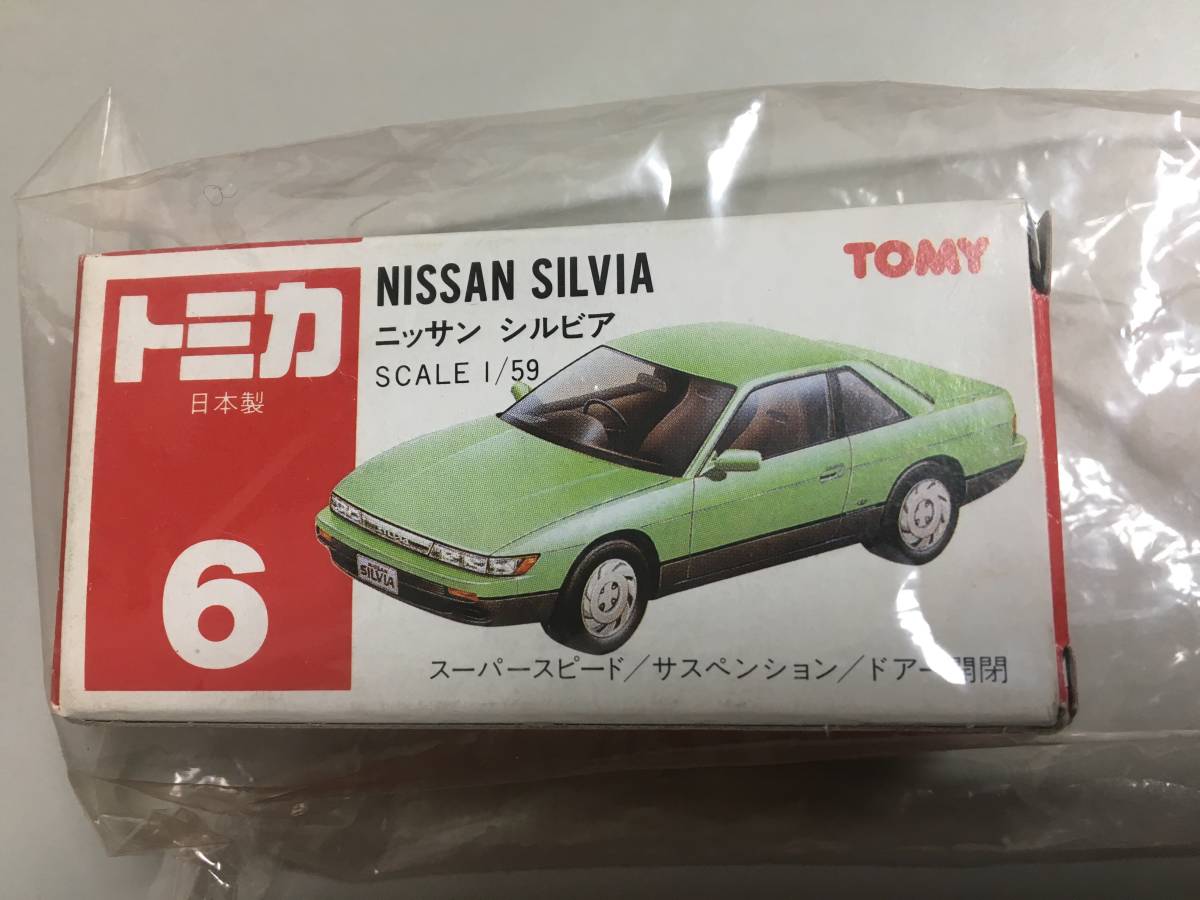 トミカ
日本製
6
NISSAN SILVIA
ニッサン シルビア
SCALE 1/59
TOMY
NISSAN
SILVIA
スーパースピード/サスペンション/ドアー開閉